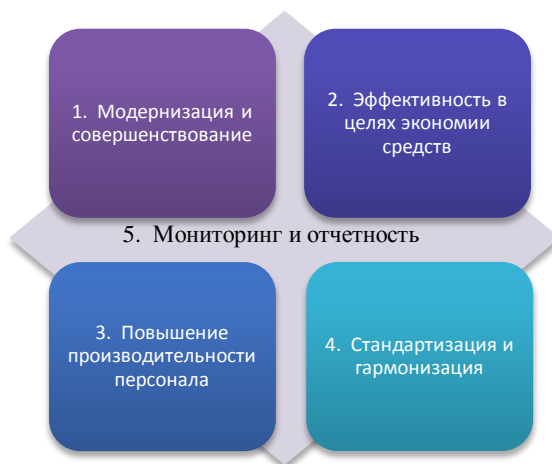 1. Модернизация и
совершенствование
2. Эффективность в
целях экономии
средств
5. Мониторинг и отчетность
3. Повышение
производительности
персонала
4. Стандартизация и
гармонизация